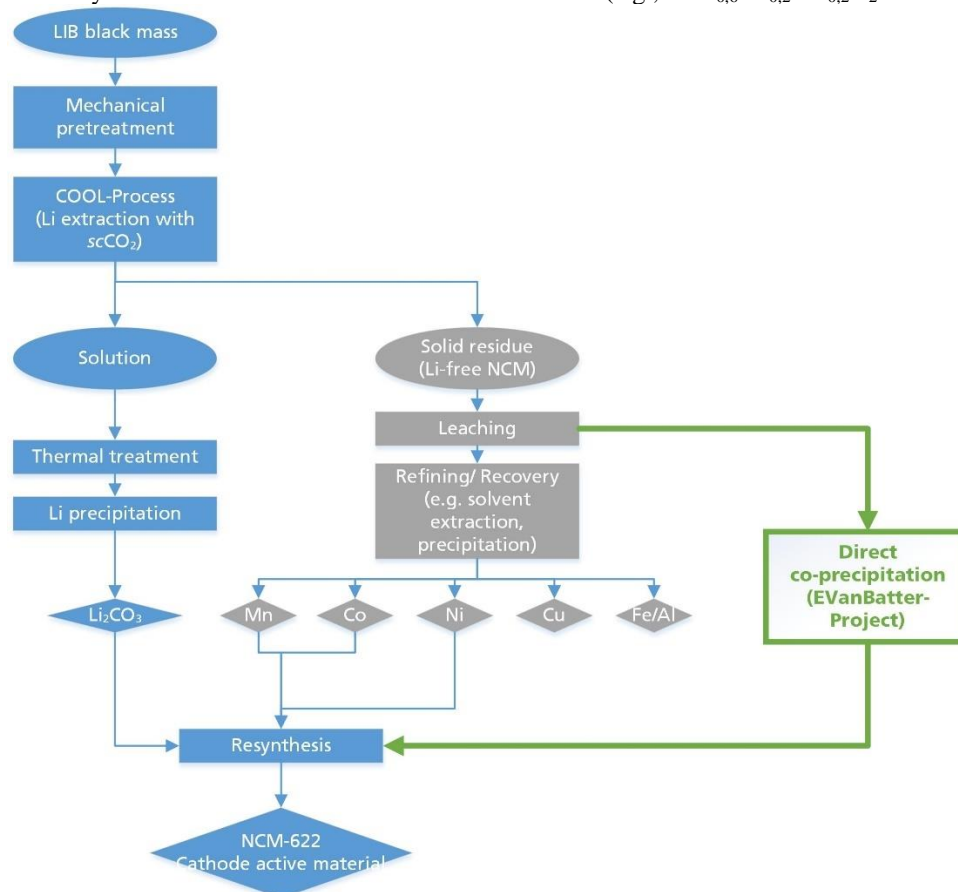 LIB black mass
Mechanical
pretreatment
COOL-Process
(Li extraction with
scCO₂)
Solution
Solid residue
(Li-free NCM)
Leaching
Thermal treatment
Refining/ Recovery
(e.g. solvent
extraction,
precipitation)
Li precipitation
Direct
co-precipitation
(EVanBatter-
Project)
Li₂CO₃
Mn
Co
Ni
Cu
Fe/Al
Resynthesis
NCM-622
Cathode active material